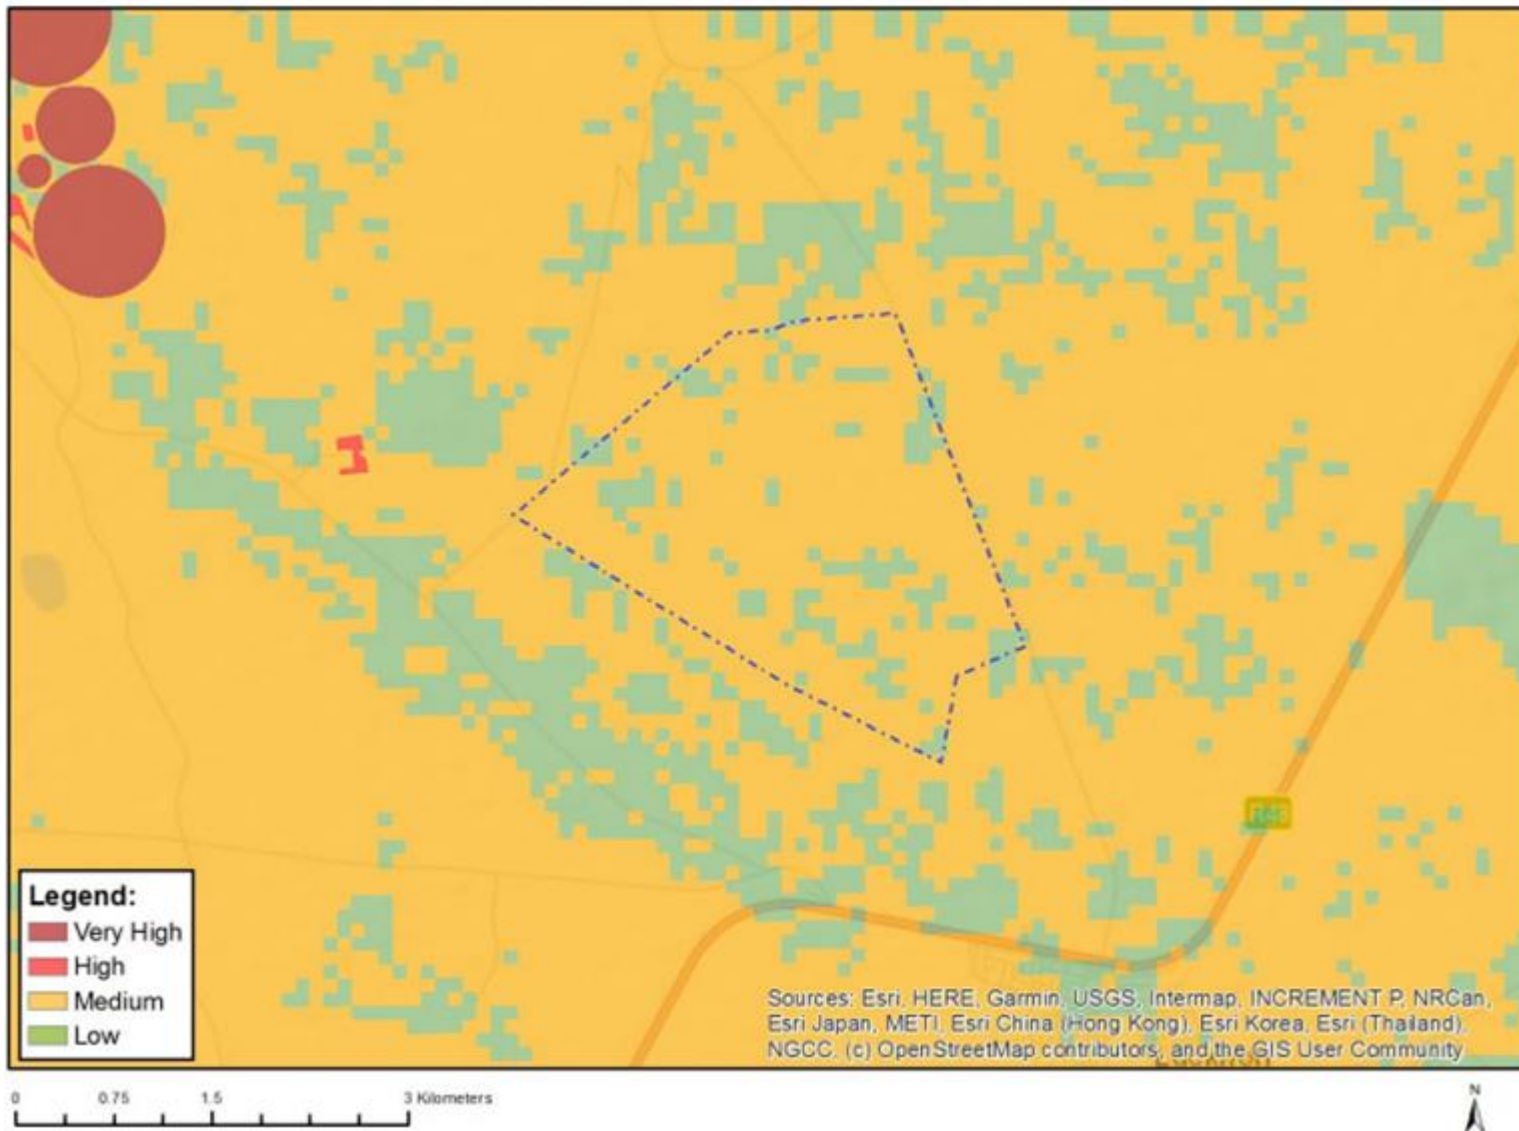 Legend:
Very High
High
Medium
Low
Sources: Esri, HERE, Garmin, USGS, Intermap, INCREMENT P, NRCan,
Esri Japan, METI, Esri China (Hong Kong), Esri Korea, Esri (Thailand),
NGCC, (c) OpenStreetMap contributors, and the GIS User Community
0 0.75 1.5 3 Kilometers
N